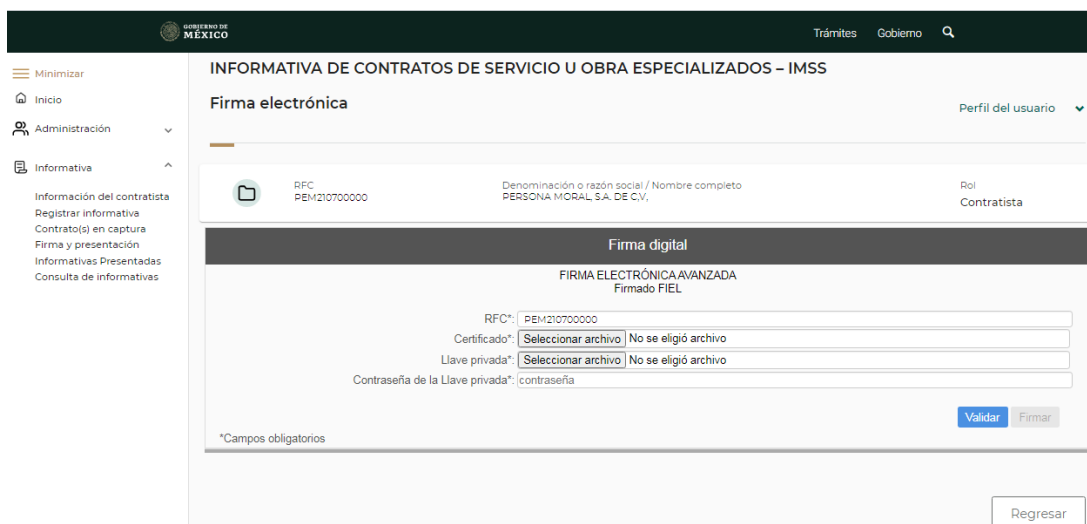 GOBIERNO DE
MÉXICO
Trámites Gobierno
Minimizar
Inicio
Administración
Informativa
Información del contratista
Registrar informativa
Contrato(s) en captura
Firma y presentación
Informativas Presentadas
Consulta de informativas
INFORMATIVA DE CONTRATOS DE SERVICIO U OBRA ESPECIALIZADOS – IMSS
Firma electrónica
Perfil del usuario
RFC
PEM210700000
Denominación o razón social / Nombre completo
PERSONA MORAL, S.A. DE C,V,
Rol
Contratista
Firma digital
FIRMA ELECTRÓNICA AVANZADA
Firmado FIEL
RFC*: PEM210700000
Certificado*: Seleccionar archivo No se eligió archivo
Llave privada*: Seleccionar archivo No se eligió archivo
Contraseña de la Llave privada*: contraseña
Validar Firmar
*Campos obligatorios
Regresar